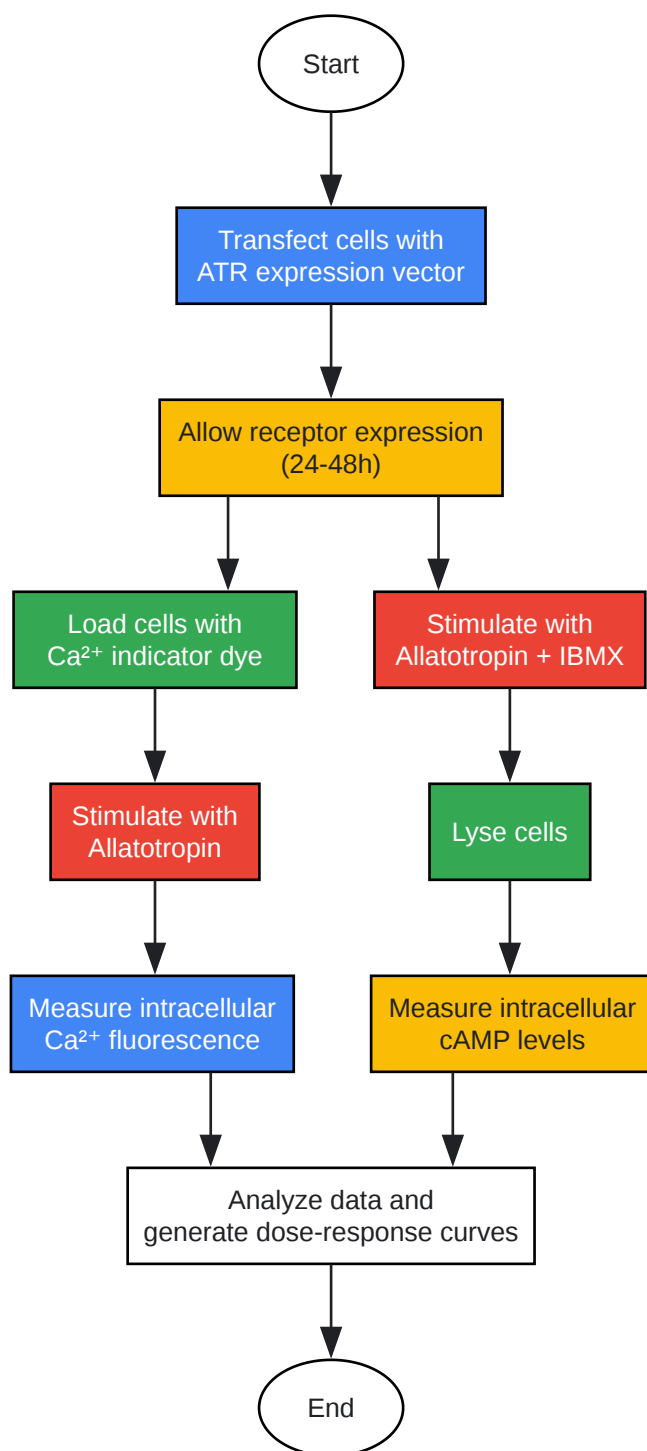 Start
Transfect cells with
ATR expression vector
Allow receptor expression
(24-48h)
Load cells with
Ca²⁺ indicator dye
Stimulate with
Allatotropin + IBMX
Stimulate with
Allatotropin
Lyse cells
Measure intracellular
Ca²⁺ fluorescence
Measure intracellular
cAMP levels
Analyze data and
generate dose-response curves
End